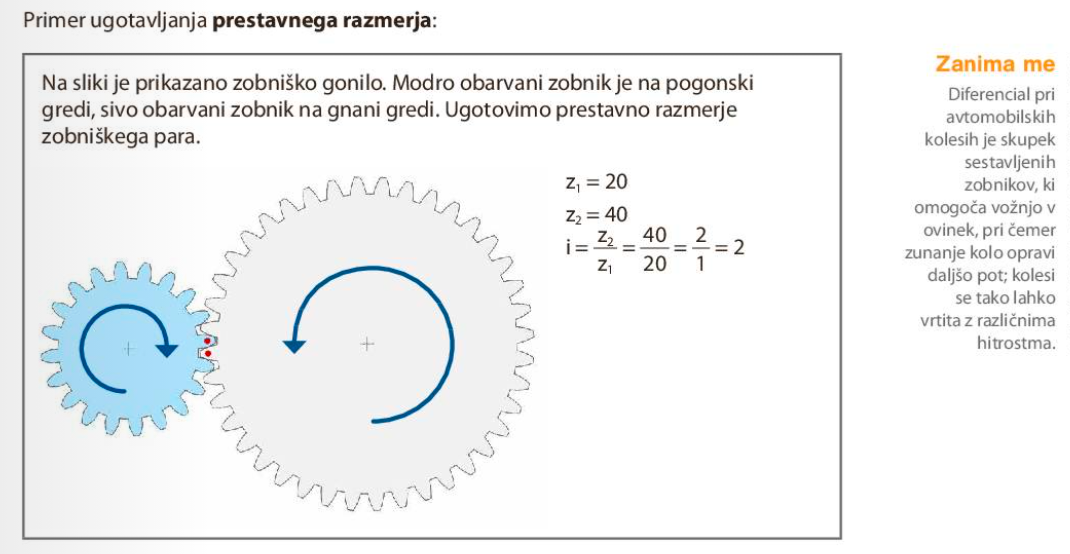 Primer ugotavljanja prestavnega razmerja:
Na sliki je prikazano zobniško gonilo. Modro obarvani zobnik je na pogonski
gredi, sivo obarvani zobnik na gnani gredi. Ugotovimo prestavno razmerje
zobniškega para.
z₁ = 20
z₂ = 40
i = z₂/z₁ = 40/20 = 2/1 = 2
Zanima me
Diferencial pri
avtomobilskih
kolesih je skupek
sestavljenih
zobnikov, ki
omogoča vožnjo v
ovinek, pri čemer
zunanje kolo opravi
daljšo pot; kolesi
se tako lahko
vrtita z različnima
hitrostma.